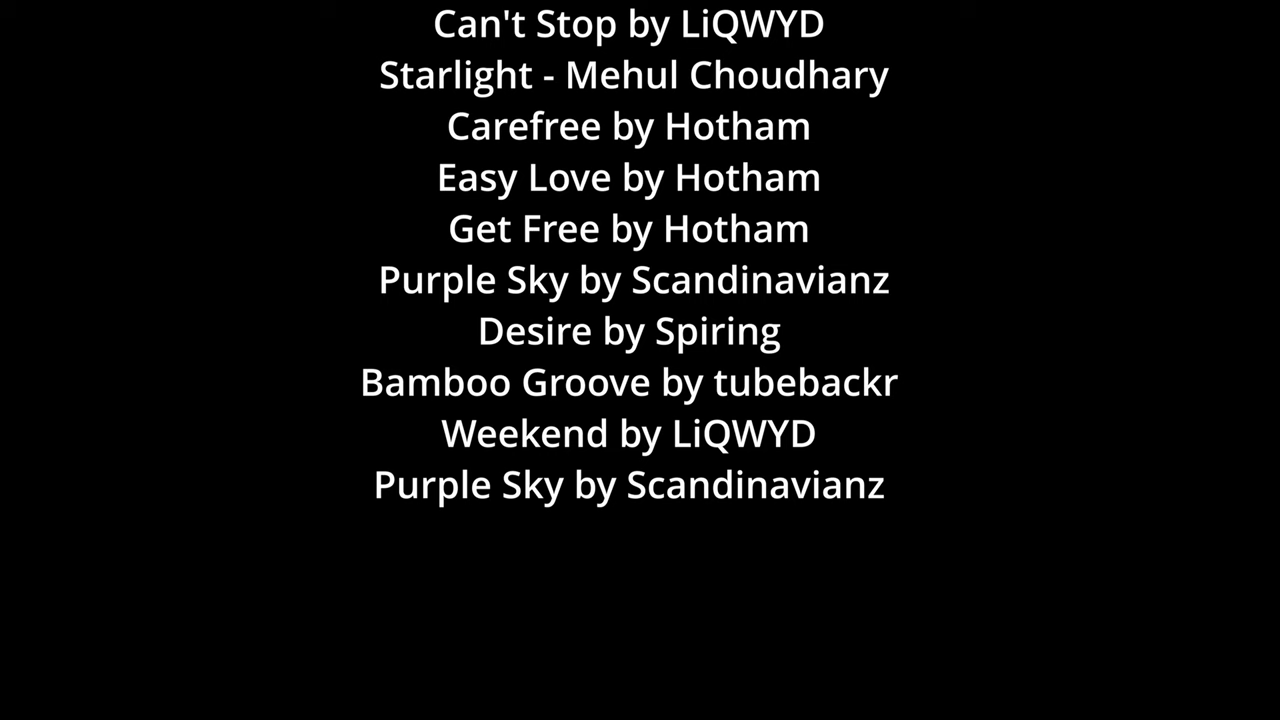 Can't Stop by LiQWYD
Starlight - Mehul Choudhary
Carefree by Hotham
Easy Love by Hotham
Get Free by Hotham
Purple Sky by Scandinavianz
Desire by Spiring
Bamboo Groove by tubebackr
Weekend by LiQWYD
Purple Sky by Scandinavianz